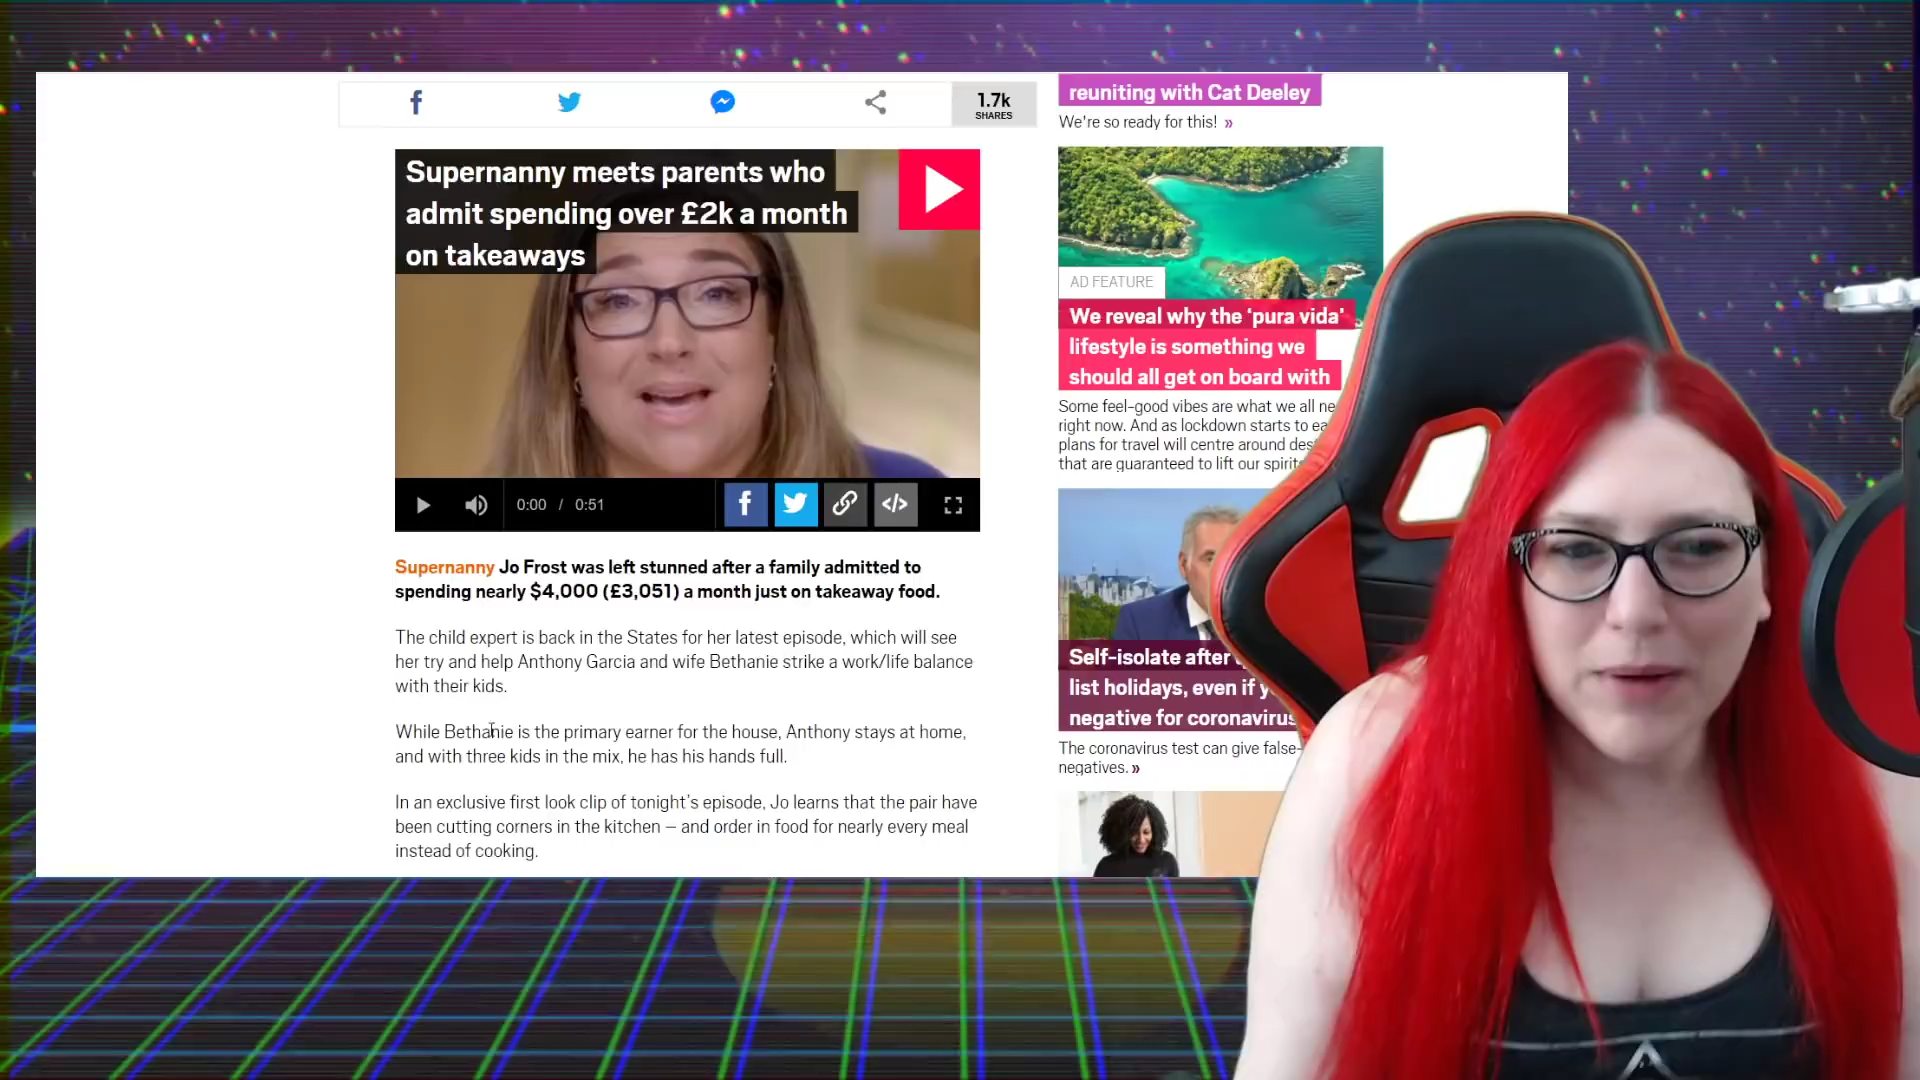 1.7k
SHARES
Supernanny meets parents who
admit spending over £2k a month
on takeaways
0:00 / 0:51
Supernanny Jo Frost was left stunned after a family admitted to
spending nearly $4,000 (£3,051) a month just on takeaway food.
The child expert is back in the States for her latest episode, which will see
her try and help Anthony Garcia and wife Bethanie strike a work/life balance
with their kids.
While Bethanie is the primary earner for the house, Anthony stays at home,
and with three kids in the mix, he has his hands full.
In an exclusive first look clip of tonight's episode, Jo learns that the pair have
been cutting corners in the kitchen – and order in food for nearly every meal
instead of cooking.
reuniting with Cat Deeley
We're so ready for this! »
AD FEATURE
We reveal why the 'pura vida'
lifestyle is something we
should all get on board with
Some feel-good vibes are what we all
right now. And as lockdown starts to
plans for travel will centre around
that are guaranteed to lift our
Self-isolate after
list holidays, even if
negative for coronavirus
The coronavirus test can give false-
negatives. »